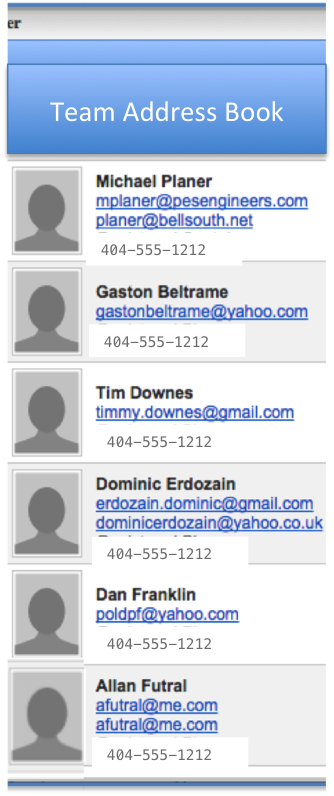 er
Team Address Book
Michael Planer
mplaner@pesengineers.com
planer@bellsouth.net
404-555-1212
Gaston Beltrame
gastonbeltrame@yahoo.com
404-555-1212
Tim Downes
timmy.downes@gmail.com
404-555-1212
Dominic Erdozain
erdozain.dominic@gmail.com
dominicerdozain@yahoo.co.uk
404-555-1212
Dan Franklin
poldpf@yahoo.com
404-555-1212
Allan Futral
afutral@me.com
afutral@me.com
404-555-1212